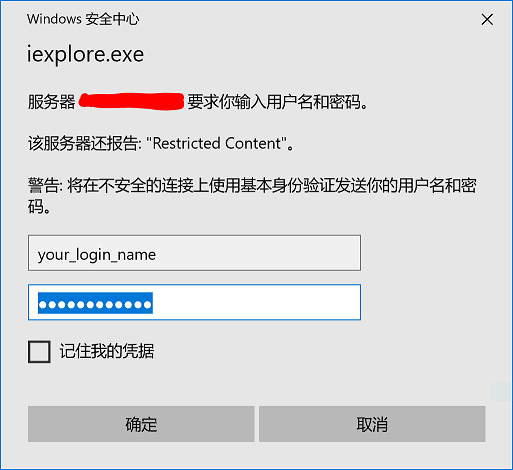 Windows 安全中心
iexplore.exe
服务器 要求你输入用户名和密码。
该服务器还报告: "Restricted Content"。
警告: 将在不安全的连接上使用基本身份验证发送你的用户名和密
码。
your_login_name
●●●●●●●●●●●●
记住我的凭据
确定
取消